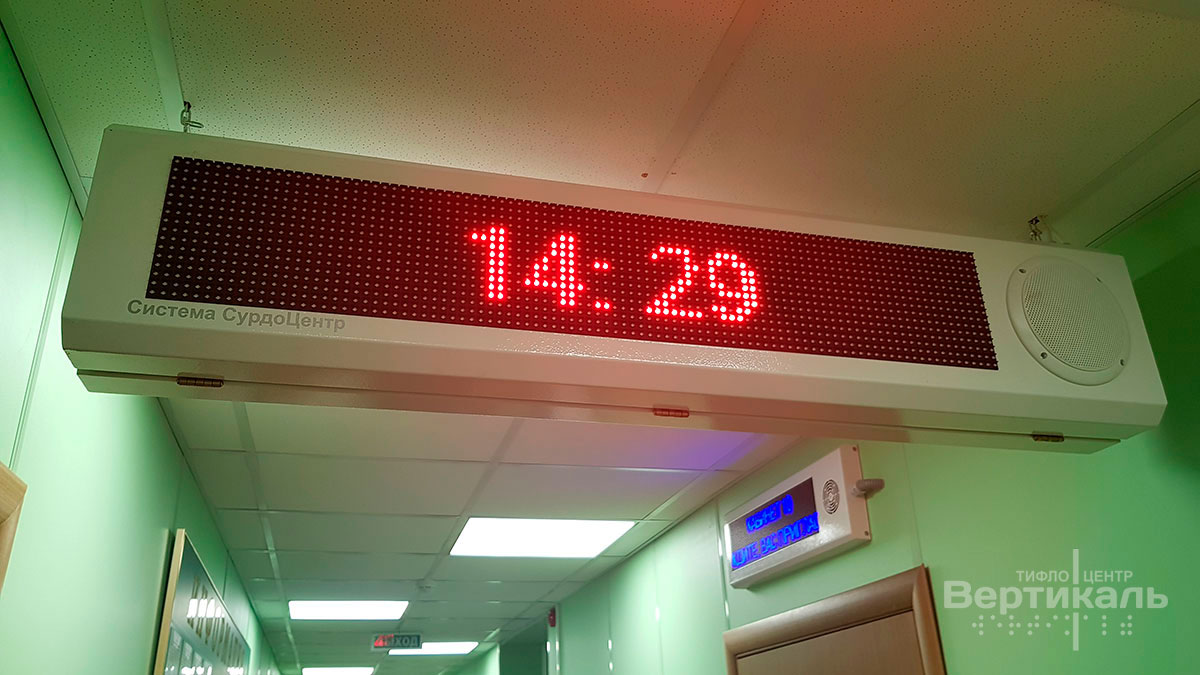 14:29
Система СурдоЦентр
ВЫХОД
ТИФЛО ЦЕНТР
Вертикаль